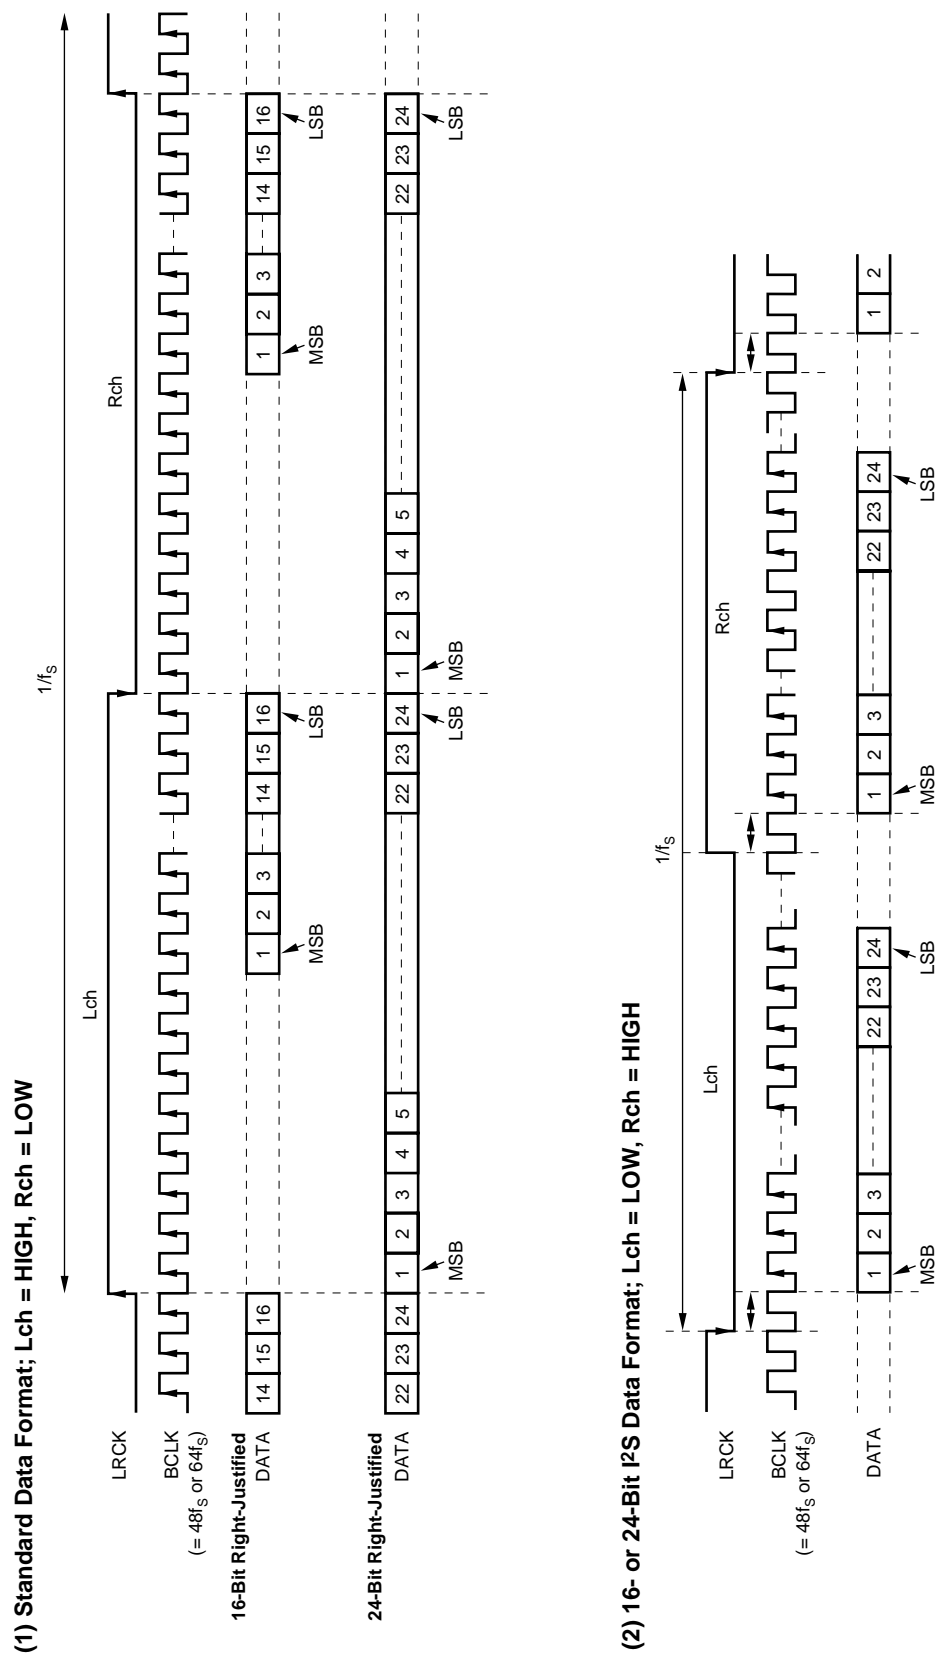 (1) Standard Data Format; Lch = HIGH, Rch = LOW
1/fS
LRCK Lch Rch
BCLK
(= 48fS or 64fS)
16-Bit Right-Justified
DATA 14 15 16 1 2 3 14 15 16 1 2 3 14 15 16
MSB LSB MSB LSB
24-Bit Right-Justified
DATA 22 23 24 1 2 3 4 5 22 23 24 1 2 3 4 5 22 23 24
MSB LSB MSB LSB
(2) 16- or 24-Bit I2S Data Format; Lch = LOW, Rch = HIGH
1/fS
LRCK Lch Rch
BCLK
(= 48fS or 64fS)
DATA 1 2 3 22 23 24 1 2 3 22 23 24 1 2
MSB LSB MSB LSB